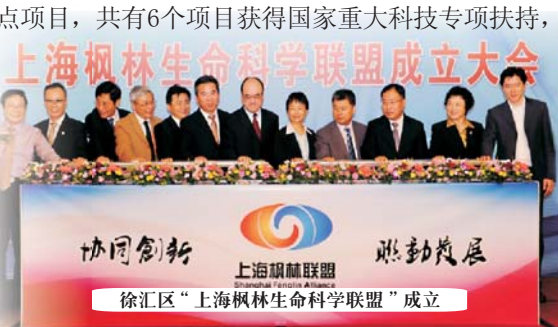 点项目，共有6个项目获得国家重大科技专项扶持，
上海枫林生命科学联盟成立大会
协同创新
联动发展
上海枫林联盟
Shanghai Fenglin Alliance
徐汇区“上海枫林生命科学联盟”成立